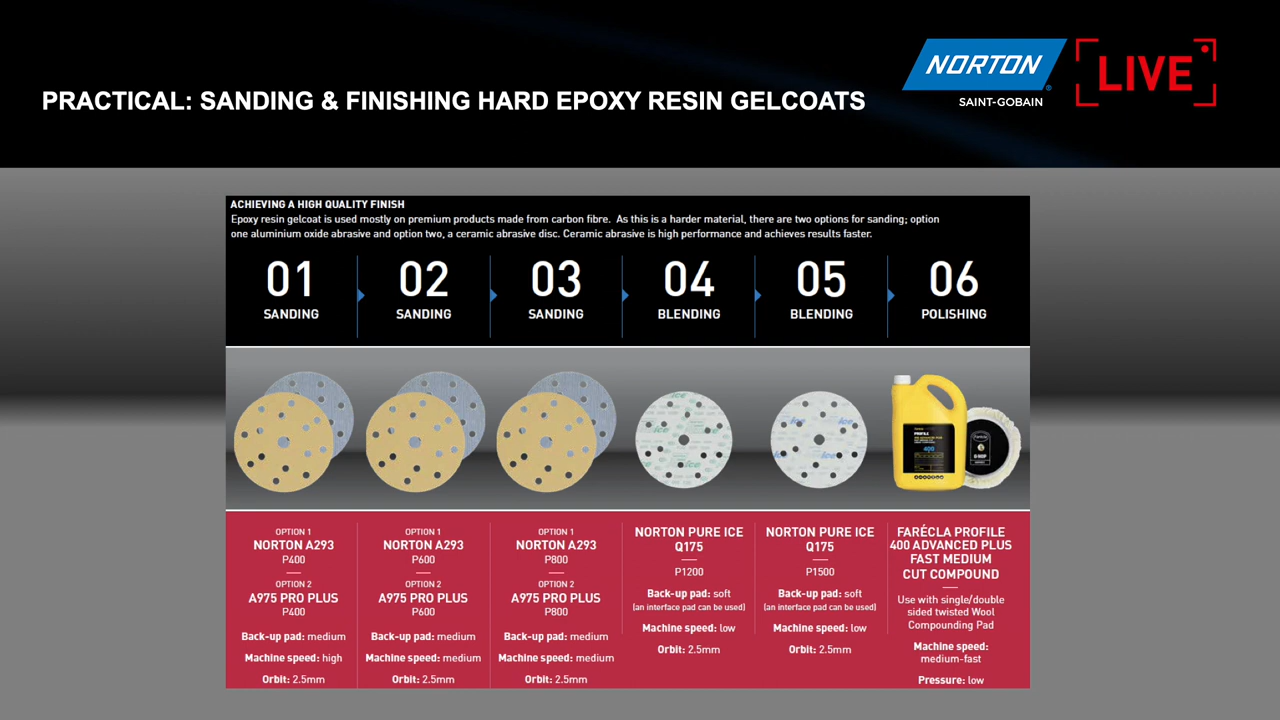 PRACTICAL: SANDING & FINISHING HARD EPOXY RESIN GELCOATS
NORTON
SAINT-GOBAIN
LIVE
ACHIEVING A HIGH QUALITY FINISH
Epoxy resin gelcoat is used mostly on premium products made from carbon fibre. As this is a harder material, there are two options for sanding; option
one aluminium oxide abrasive and option two, a ceramic abrasive disc. Ceramic abrasive is high performance and achieves results faster.
01
SANDING
02
SANDING
03
SANDING
04
BLENDING
05
BLENDING
06
POLISHING
ice
ice
PROFILE
400
Farécla
G MOP
OPTION 1
NORTON A293
P400
OPTION 2
A975 PRO PLUS
P400
Back-up pad: medium
Machine speed: high
Orbit: 2.5mm
OPTION 1
NORTON A293
P600
OPTION 2
A975 PRO PLUS
P600
Back-up pad: medium
Machine speed: medium
Orbit: 2.5mm
OPTION 1
NORTON A293
P800
OPTION 2
A975 PRO PLUS
P800
Back-up pad: medium
Machine speed: medium
Orbit: 2.5mm
NORTON PURE ICE
Q175
P1200
Back-up pad: soft
(an interface pad can be used)
Machine speed: low
Orbit: 2.5mm
NORTON PURE ICE
Q175
P1500
Back-up pad: soft
(an interface pad can be used)
Machine speed: low
Orbit: 2.5mm
FARÉCLA PROFILE
400 ADVANCED PLUS
FAST MEDIUM
CUT COMPOUND
Use with single/double
sided twisted Wool
Compounding Pad
Machine speed:
medium-fast
Pressure: low